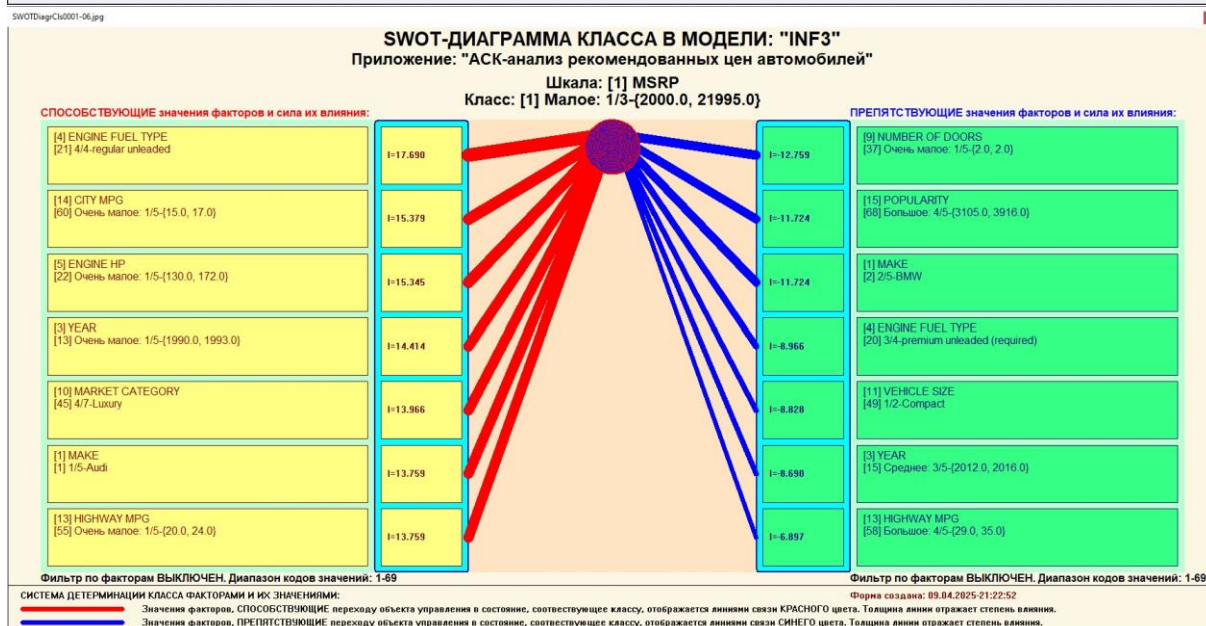 SWOTDiagrCls0001-06.jpg
SWOT-ДИАГРАММА КЛАССА В МОДЕЛИ: "INF3"
Приложение: "АСК-анализ рекомендованных цен автомобилей"
Шкала: [1] MSRP
Класс: [1] Малое: 1/3-{2000.0, 21995.0}
СПОСОБСТВУЮЩИЕ значения факторов и сила их влияния:
[4] ENGINE FUEL TYPE
[21] 4/4-regular unleaded
I=17.690
[14] CITY MPG
[60] Очень малое: 1/5-{15.0, 17.0}
I=15.379
[5] ENGINE HP
[22] Очень малое: 1/5-{130.0, 172.0}
I=15.345
[3] YEAR
[13] Очень малое: 1/5-{1990.0, 1993.0}
I=14.414
[10] MARKET CATEGORY
[45] 4/7-Luxury
I=13.966
[1] MAKE
[1] 1/5-Audi
I=13.759
[13] HIGHWAY MPG
[55] Очень малое: 1/5-{20.0, 24.0}
I=13.759
Фильтр по факторам ВЫКЛЮЧЕН. Диапазон кодов значений: 1-69
ПРЕПЯТСТВУЮЩИЕ значения факторов и сила их влияния:
I=-12.759
[9] NUMBER OF DOORS
[37] Очень малое: 1/5-{2.0, 2.0}
I=-11.724
[15] POPULARITY
[68] Большое: 4/5-{3105.0, 3916.0}
I=-11.724
[1] MAKE
[2] 2/5-BMW
I=-8.966
[4] ENGINE FUEL TYPE
[20] 3/4-premium unleaded (required)
I=-8.828
[11] VEHICLE SIZE
[49] 1/2-Compact
I=-8.690
[3] YEAR
[15] Среднее: 3/5-{2012.0, 2016.0}
I=-6.897
[13] HIGHWAY MPG
[58] Большое: 4/5-{29.0, 35.0}
Фильтр по факторам ВЫКЛЮЧЕН. Диапазон кодов значений: 1-69
СИСТЕМА ДЕТЕРМИНАЦИИ КЛАССА ФАКТОРАМИ И ИХ ЗНАЧЕНИЯМИ:
Форма создана: 09.04.2025-21:22:52
Значения факторов, СПОСОБСТВУЮЩИЕ переходу объекта управления в состояние, соотвествующее классу, отображается линиями связи КРАСНОГО цвета. Толщина линии отражает степень влияния.
Значения факторов, ПРЕПЯТСТВУЮЩИЕ переходу объекта управления в состояние, соотвествующее классу, отображается линиями связи СИНЕГО цвета. Толщина линии отражает степень влияния.